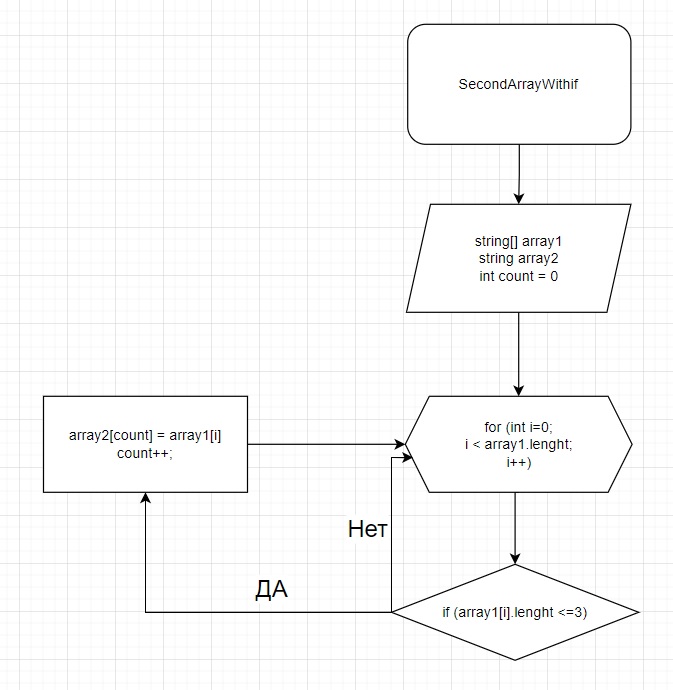 SecondArrayWithif
string[] array1
string array2
int count = 0
for (int i=0;
i < array1.lenght;
i++)
array2[count] = array1[i]
count++;
Нет
ДА
if (array1[i].lenght <=3)